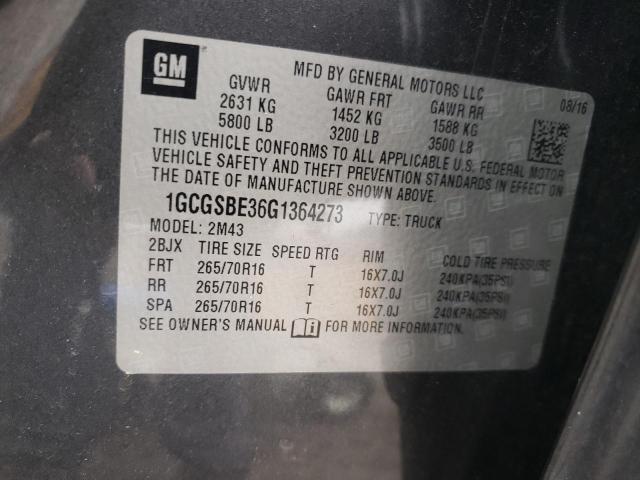 GM
MFD BY GENERAL MOTORS LLC
08/16
GVWR GAWR FRT GAWR RR
2631 KG 1452 KG 1588 KG
5800 LB 3200 LB 3500 LB
THIS VEHICLE CONFORMS TO ALL APPLICABLE U.S. FEDERAL MOTOR
VEHICLE SAFETY AND THEFT PREVENTION STANDARDS IN EFFECT ON
THE DATE OF MANUFACTURE SHOWN ABOVE.
1GCGSBE36G1364273 TYPE: TRUCK
MODEL: 2M43
2BJX TIRE SIZE SPEED RTG RIM COLD TIRE PRESSURE
FRT 265/70R16 T 16X7.0J 240KPA(35PSI)
RR 265/70R16 T 16X7.0J 240KPA(35PSI)
SPA 265/70R16 T 16X7.0J 240KPA(35PSI)
SEE OWNER'S MANUAL i FOR MORE INFORMATION.